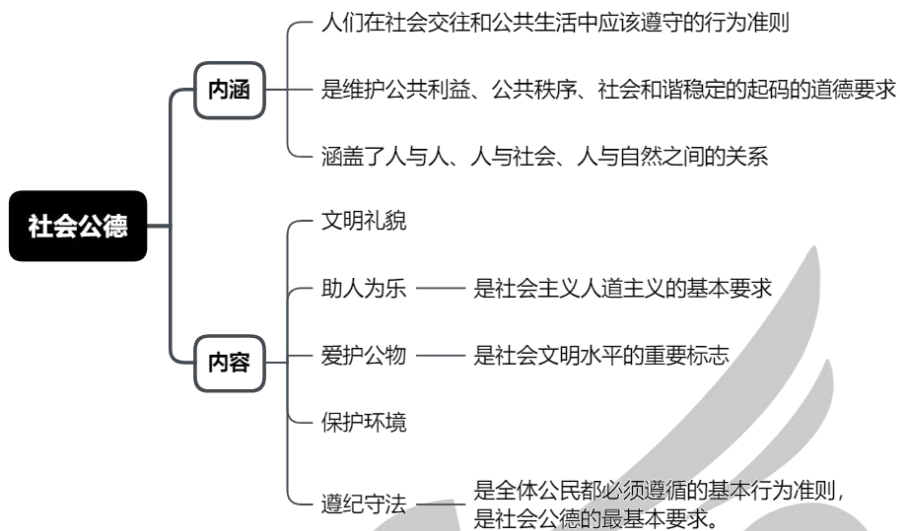 人们在社会交往和公共生活中应该遵守的行为准则
内涵
是维护公共利益、公共秩序、社会和谐稳定的起码的道德要求
涵盖了人与人、人与社会、人与自然之间的关系
社会公德
文明礼貌
助人为乐
是社会主义人道主义的基本要求
内容
爱护公物
是社会文明水平的重要标志
保护环境
遵纪守法
是全体公民都必须遵循的基本行为准则，
是社会公德的最基本要求。